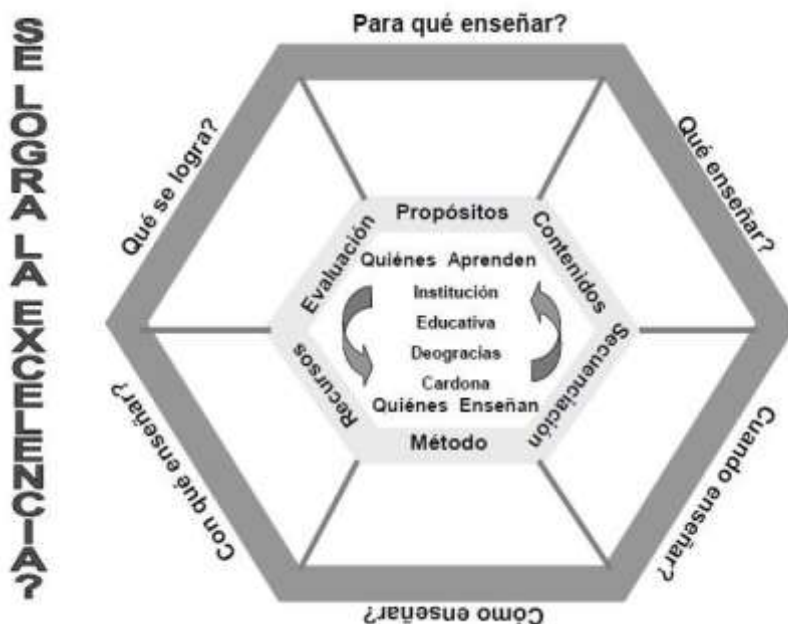 SE LOGRA LA EXCELENCIA?
Para qué enseñar?
Qué enseñar?
Cuando enseñar?
Cómo enseñar?
Con qué enseñar?
Qué se logra?
Propósitos
Contenidos
Secuenciación
Método
Recursos
Evaluación
Quiénes Aprenden
Institución
Educativa
Deogracias
Cardona
Quiénes Enseñan